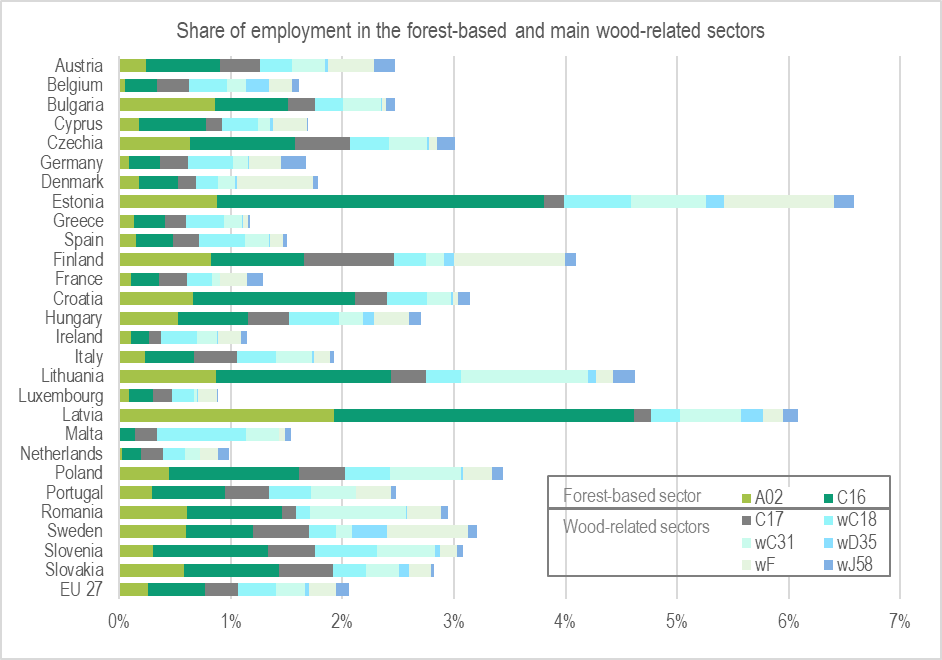 Share of employment in the forest-based and main wood-related sectors
Austria
Belgium
Bulgaria
Cyprus
Czechia
Germany
Denmark
Estonia
Greece
Spain
Finland
France
Croatia
Hungary
Ireland
Italy
Lithuania
Luxembourg
Latvia
Malta
Netherlands
Poland
Portugal
Romania
Sweden
Slovenia
Slovakia
EU 27
Forest-based sector A02 C16
Wood-related sectors C17 wC18
wC31 wD35
wF wJ58
0% 1% 2% 3% 4% 5% 6% 7%